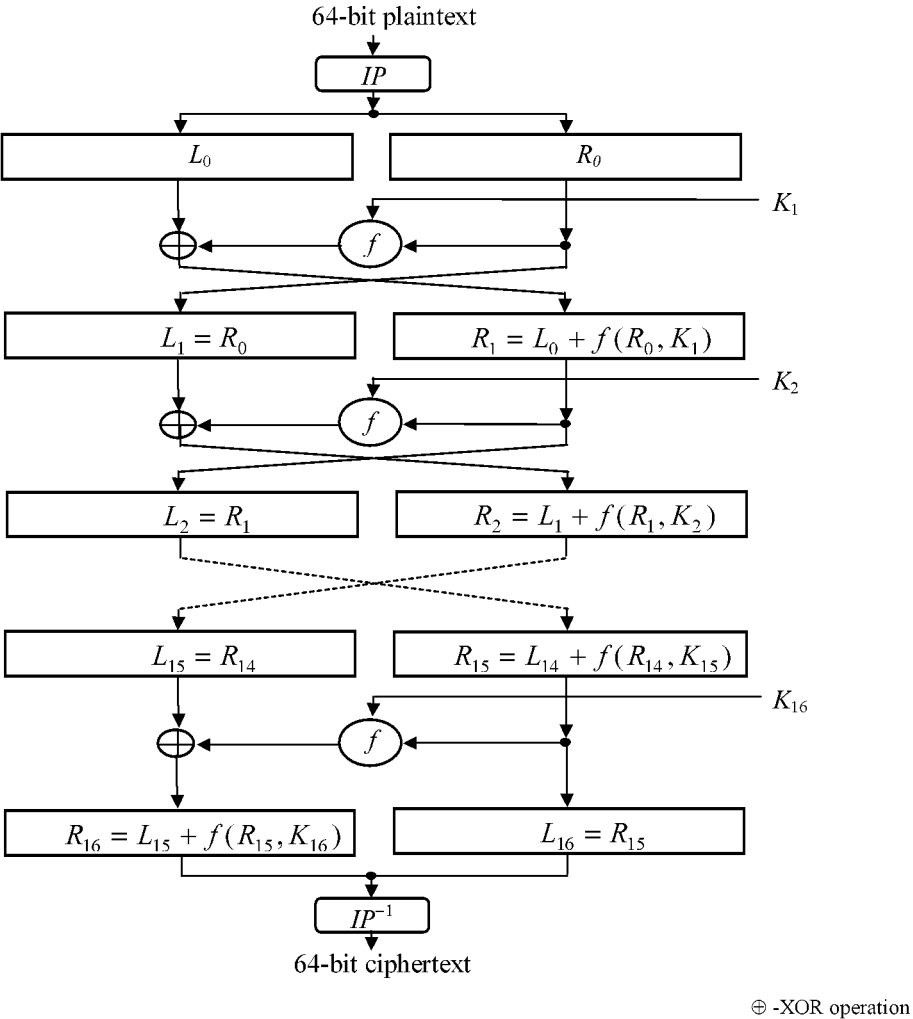 64-bit plaintext
IP
L₀
R₀
K₁
f
L₁ = R₀
R₁ = L₀ + f(R₀, K₁)
K₂
f
L₂ = R₁
R₂ = L₁ + f(R₁, K₂)
L₁₅ = R₁₄
R₁₅ = L₁₄ + f(R₁₄, K₁₅)
K₁₆
f
R₁₆ = L₁₅ + f(R₁₅, K₁₆)
L₁₆ = R₁₅
IP⁻¹
64-bit ciphertext
⊕ -XOR operation